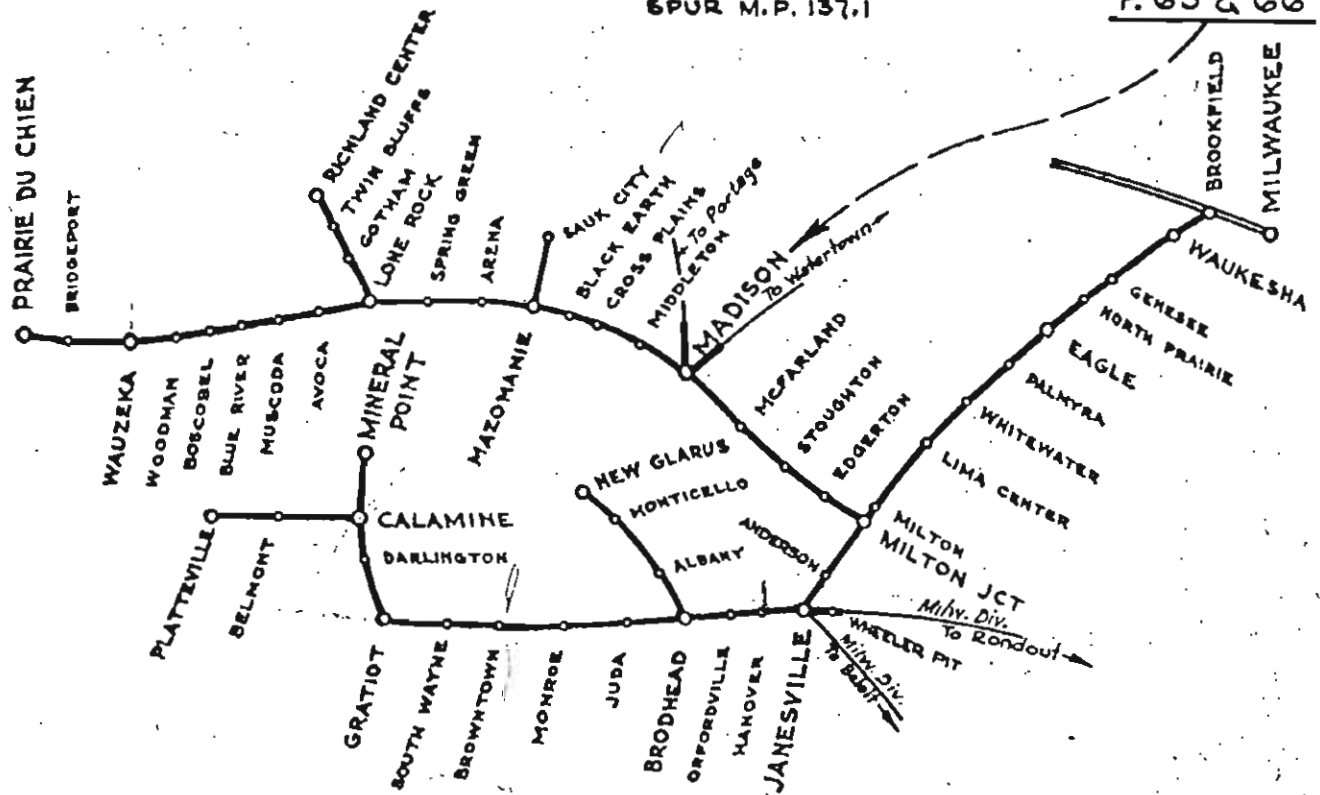 SPUR M.P. 137.1
P. 65 & 66
PRAIRIE DU CHIEN
BRIDGEPORT
WAUZEKA
WOODMAN
BOSCOBEL
BLUE RIVER
MUSCODA
AVOCA
RICHLAND CENTER
TWIN BLUFFS
GOTHAM
LONE ROCK
SPRING GREEN
ARENA
MAZOMANIE
SAUK CITY
BLACK EARTH
CROSS PLAINS
To Portage
MIDDLETON
MADISON
To Watertown
MCFARLAND
STOUGHTON
EDGERTON
MILTON
MILTON JCT
LIMA CENTER
WHITEWATER
PALMYRA
EAGLE
NORTH PRAIRIE
GENESEE
WAUKESHA
BROOKFIELD
MILWAUKEE
MINERAL
POINT
CALAMINE
PLATTEVILLE
BELMONT
DARLINGTON
GRATIOT
SOUTH WAYNE
BROWNTOWN
MONROE
JUDA
BRODHEAD
NEW GLARUS
MONTICELLO
ALBANY
ORFORDVILLE
HANOVER
ANDERSON
JANESVILLE
WHEELER PIT
Milw. Div.
To Rondout
Milw. Div.
To Beloit